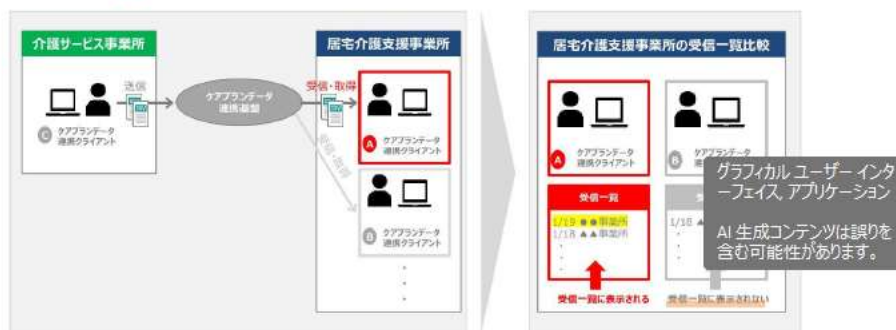 介護サービス事業所
送信
C ケアプランデータ
連携クライアント
ケアプランデータ
連携基盤
居宅介護支援事業所
受信・取得
A ケアプランデータ
連携クライアント
受信・取得
B ケアプランデータ
連携クライアント
居宅介護支援事業所の受信一覧比較
A ケアプランデータ
連携クライアント
受信一覧
1/19 ●●事業所
1/18 ▲▲事業所
受信一覧に表示される
B ケアプランデータ
連携クライアント
1/18 ▲
受信一覧に表示されない
グラフィカル ユーザー インタ
ーフェイス, アプリケーション
AI 生成コンテンツは誤りを
含む可能性があります。